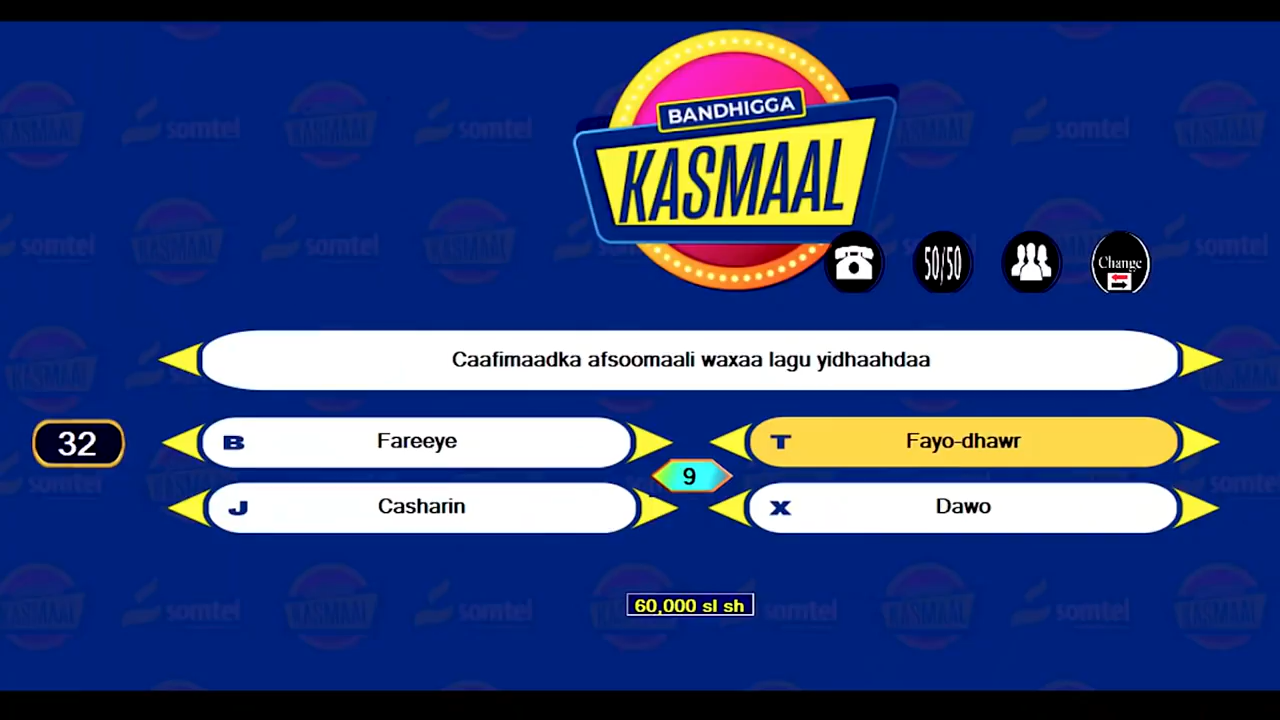 BANDHIGGA
KASMAAL
50/50
Change
Caafimaadka afsoomaali waxaa lagu yidhaahdaa
32
B Fareeye
T Fayo-dhawr
9
J Casharin
X Dawo
60,000 sl sh
somtel